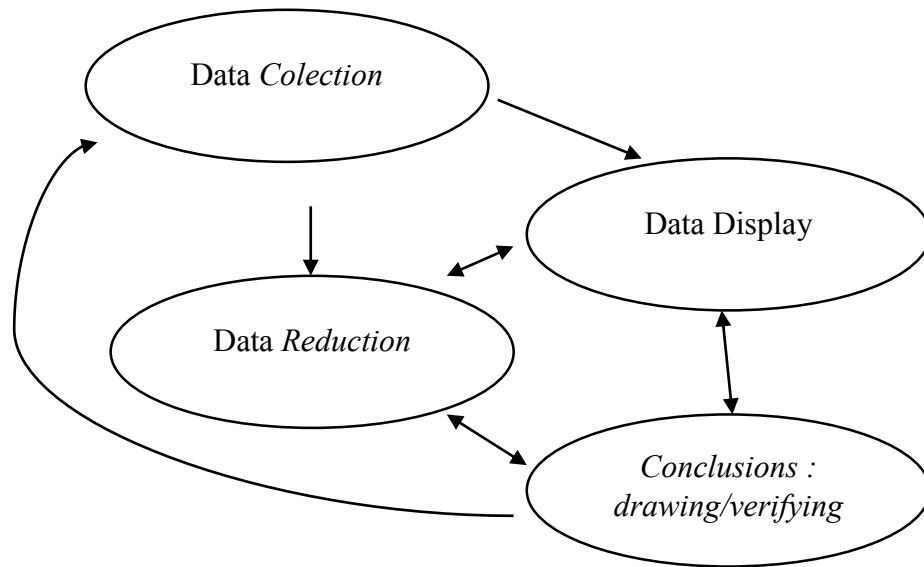 Data Colection
Data Display
Data Reduction
Conclusions :
drawing/verifying